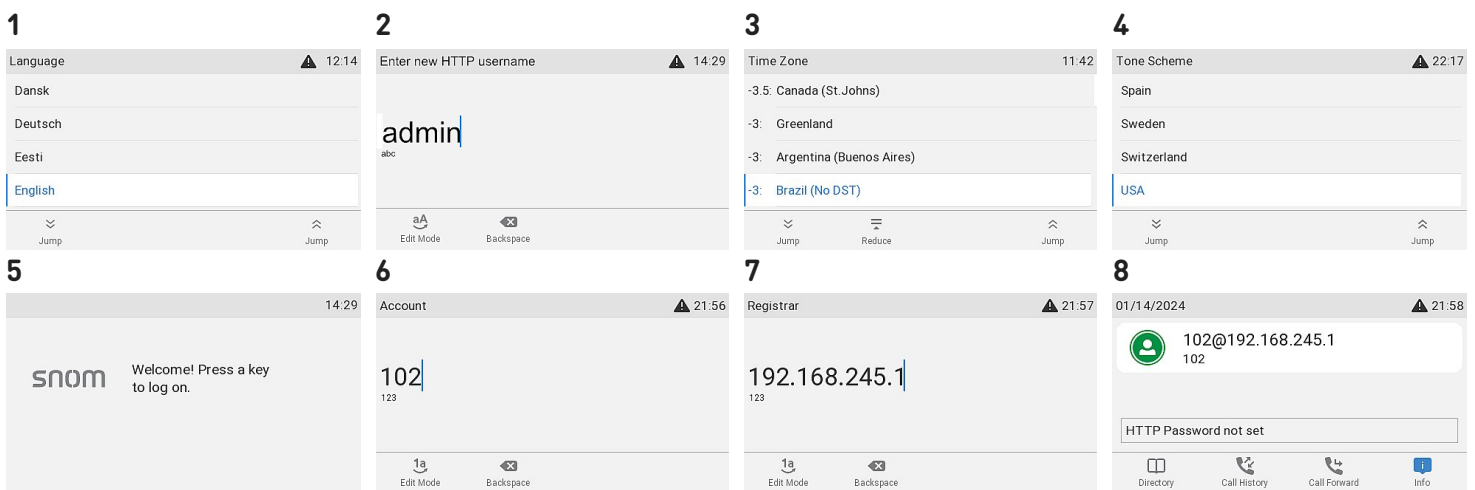 1
Language 12:14
Dansk
Deutsch
Eesti
English
Jump Jump
2
Enter new HTTP username 14:29
admin
abc
aA
Edit Mode Backspace
3
Time Zone 11:42
-3.5: Canada (St.Johns)
-3: Greenland
-3: Argentina (Buenos Aires)
-3: Brazil (No DST)
Jump Reduce Jump
4
Tone Scheme 22:17
Spain
Sweden
Switzerland
USA
Jump Jump
5
14:29
snom
Welcome! Press a key
to log on.
6
Account 21:56
102
123
1a
Edit Mode Backspace
7
Registrar 21:57
192.168.245.1
123
1a
Edit Mode Backspace
8
01/14/2024 21:58
102@192.168.245.1
102
HTTP Password not set
Directory Call History Call Forward Info